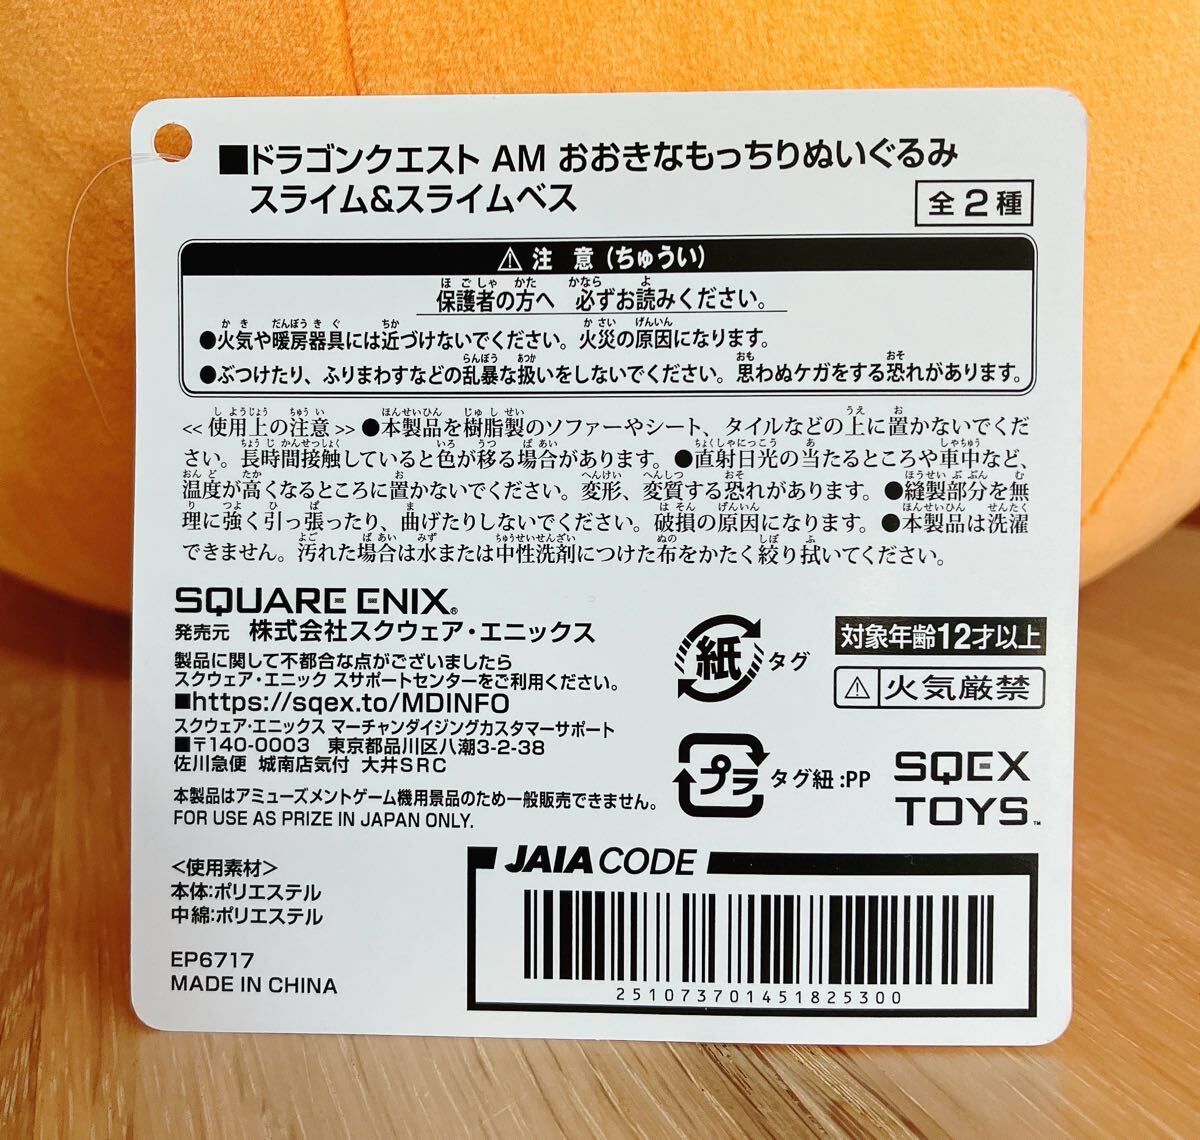 ■ドラゴンクエスト AM おおきなもっちりぬいぐるみ
スライム&スライムベス
全2種
⚠ 注 意 (ちゅうい)
保護者の方へ 必ずお読みください。
●火気や暖房器具には近づけないでください。火災の原因になります。
●ぶつけたり、ふりまわすなどの乱暴な扱いをしないでください。思わぬケガをする恐れがあります。
<<使用上の注意>> ●本製品を樹脂製のソファーやシート、タイルなどの上に置かないでくだ
さい。長時間接触していると色が移る場合があります。●直射日光の当たるところや車中など、
温度が高くなるところに置かないでください。変形、変質する恐れがあります。●縫製部分を無
理に強く引っ張ったり、曲げたりしないでください。破損の原因になります。●本製品は洗濯
できません。汚れた場合は水または中性洗剤につけた布をかたく絞り拭いてください。
SQUARE ENIX®
発売元 株式会社スクウェア・エニックス
製品に関して不都合な点がございましたら
スクウェア・エニックス サポートセンターをご利用ください。
■https://sqex.to/MDINFO
スクウェア・エニックス マーチャンダイジングカスタマーサポート
■〒140-0003 東京都品川区八潮3-2-38
佐川急便 城南店気付 大井SRC
本製品はアミューズメントゲーム機用景品のため一般販売できません。
FOR USE AS PRIZE IN JAPAN ONLY.
紙 タグ
プラ タグ紐:PP
対象年齢12才以上
⚠ 火気厳禁
SQEX
TOYS™
<使用素材>
本体:ポリエステル
中綿:ポリエステル
EP6717
MADE IN CHINA
JAIA CODE
2510737014518253​00